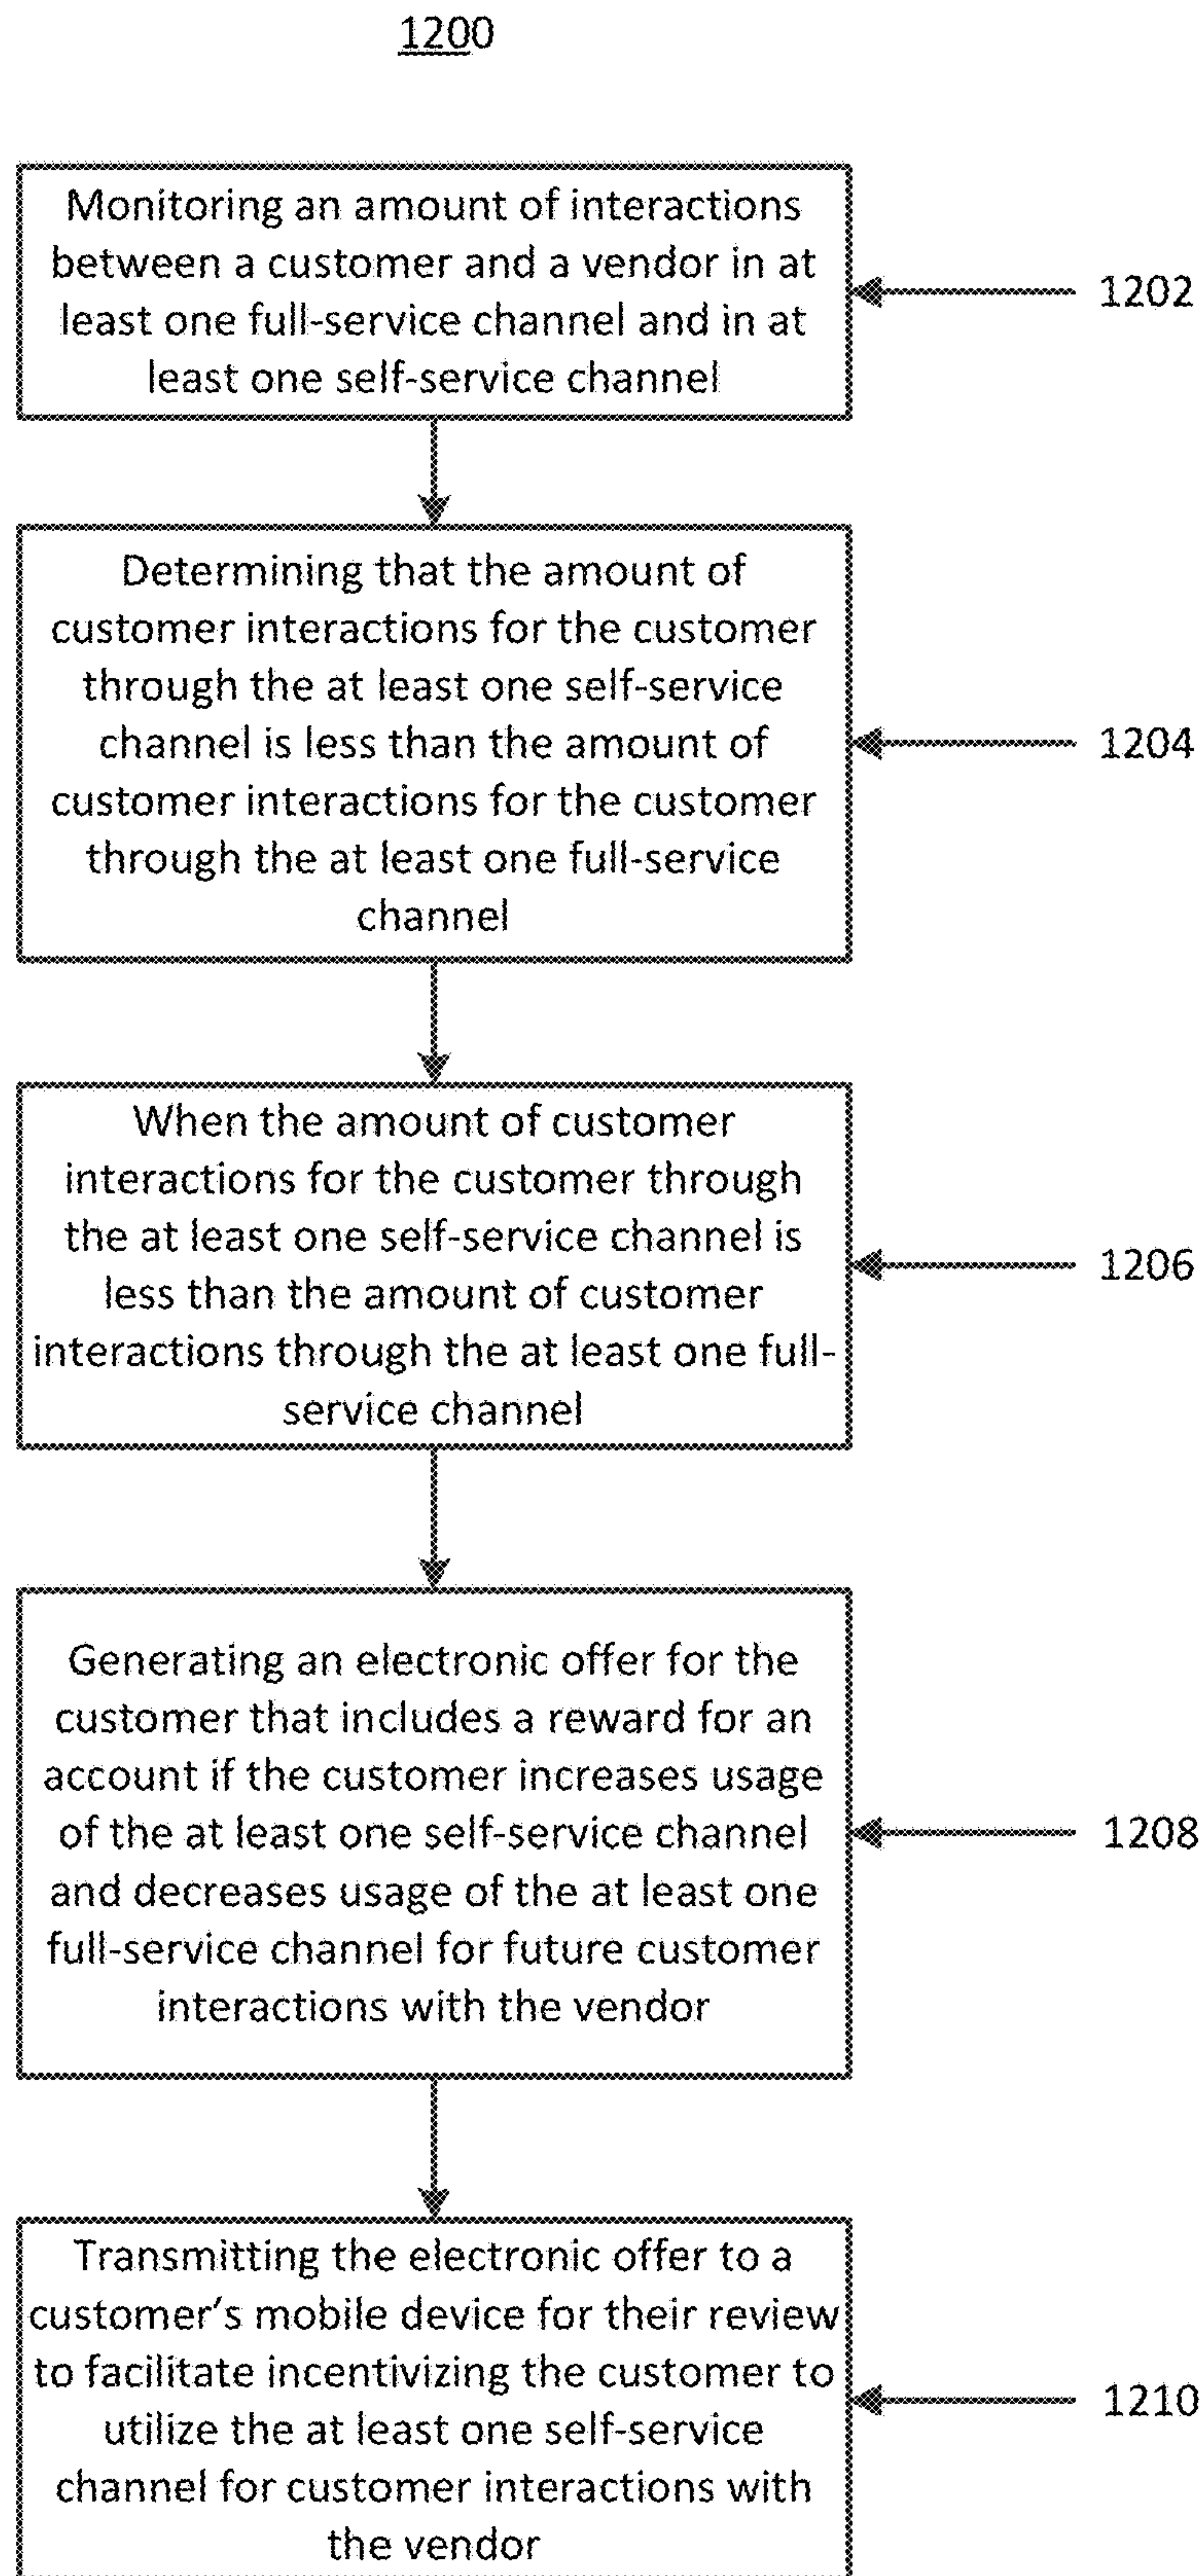 1200
Monitoring an amount of interactions
between a customer and a vendor in at
least one full-service channel and in at
least one self-service channel
1202
Determining that the amount of
customer interactions for the customer
through the at least one self-service
channel is less than the amount of
customer interactions for the customer
through the at least one full-service
channel
1204
When the amount of customer
interactions for the customer through
the at least one self-service channel is
less than the amount of customer
interactions through the at least one full-
service channel
1206
Generating an electronic offer for the
customer that includes a reward for an
account if the customer increases usage
of the at least one self-service channel
and decreases usage of the at least one
full-service channel for future customer
interactions with the vendor
1208
Transmitting the electronic offer to a
customer's mobile device for their review
to facilitate incentivizing the customer to
utilize the at least one self-service
channel for customer interactions with
the vendor
1210